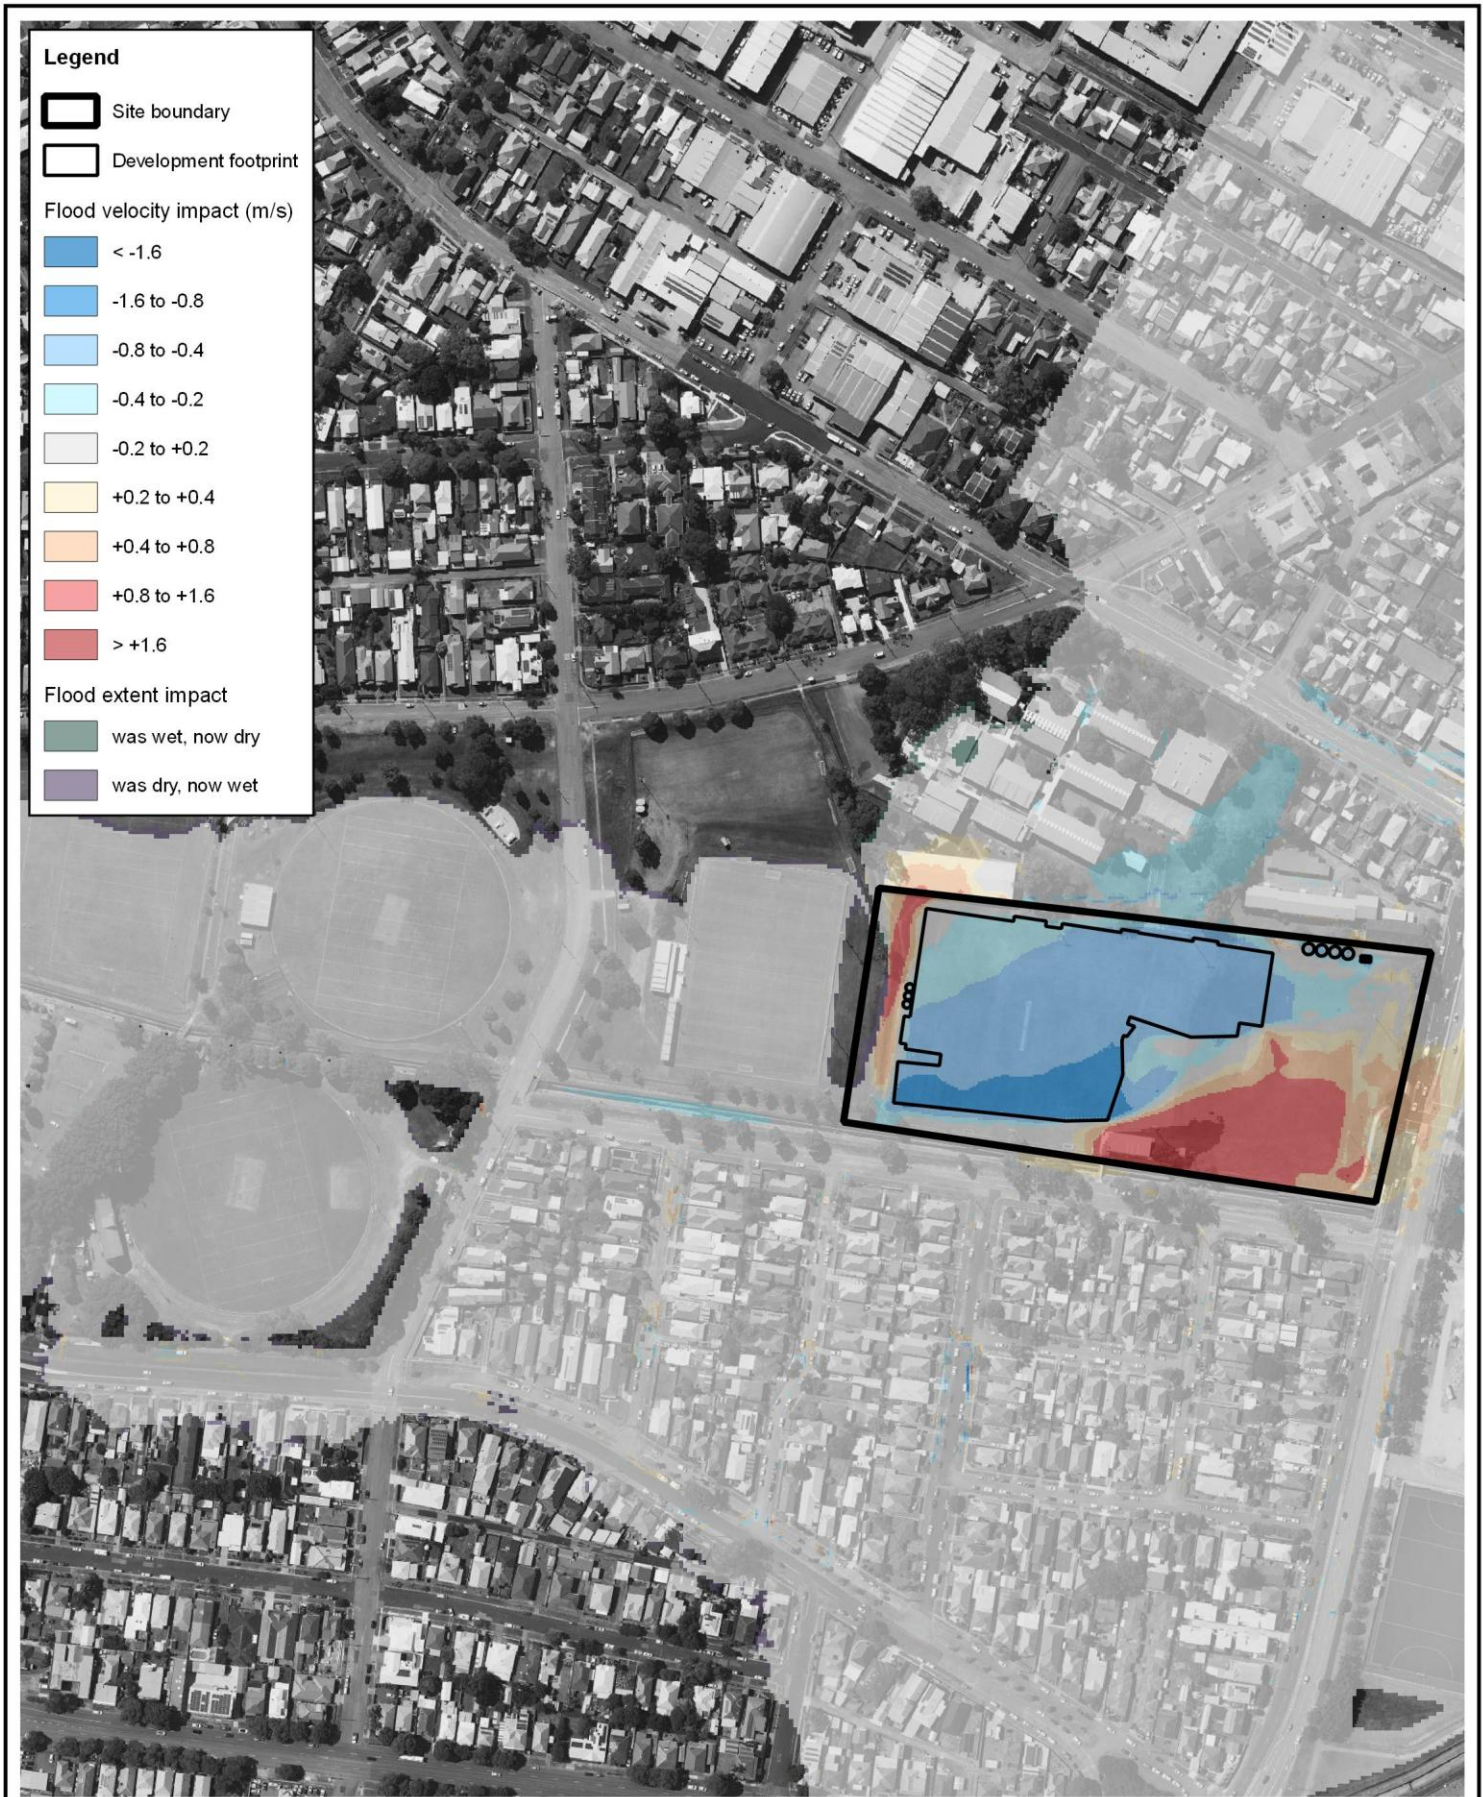 Legend
Site boundary
Development footprint
Flood velocity impact (m/s)
< -1.6
-1.6 to -0.8
-0.8 to -0.4
-0.4 to -0.2
-0.2 to +0.2
+0.2 to +0.4
+0.4 to +0.8
+0.8 to +1.6
> +1.6
Flood extent impact
was wet, now dry
was dry, now wet